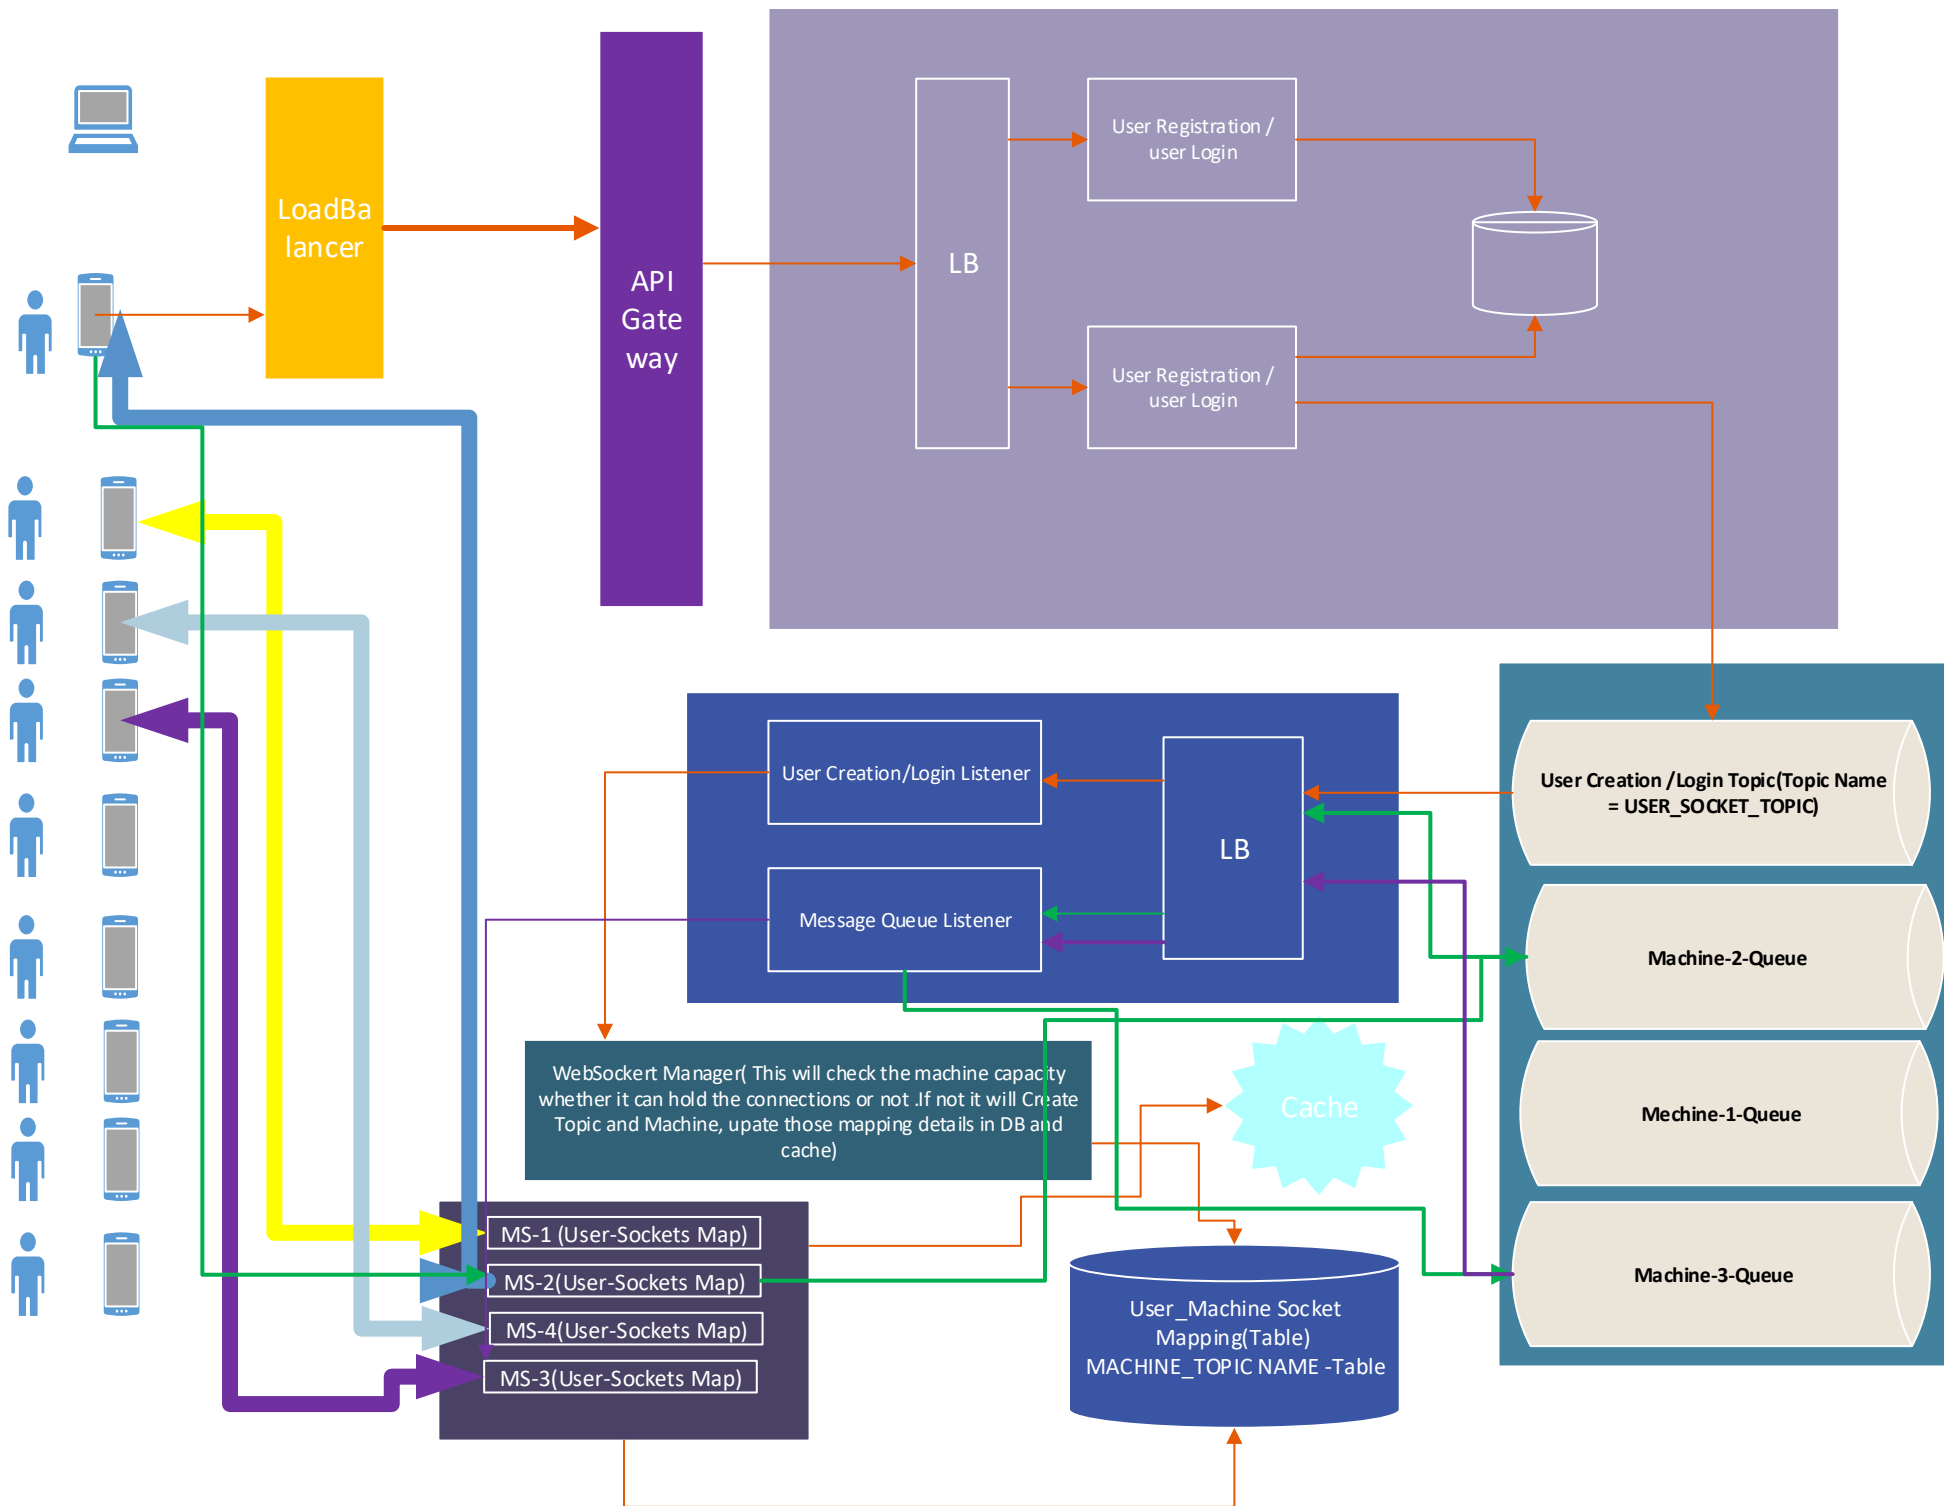 LoadBa
lancer
API
Gate
way
LB
User Registration /
user Login
User Registration /
user Login
User Creation/Login Listener
Message Queue Listener
LB
User Creation /Login Topic(Topic Name
= USER_SOCKET_TOPIC)
Machine-2-Queue
Mechine-1-Queue
Machine-3-Queue
WebSockert Manager( This will check the machine capacity
whether it can hold the connections or not .If not it will Create
Topic and Machine, upate those mapping details in DB and
cache)
Cache
MS-1 (User-Sockets Map)
MS-2(User-Sockets Map)
MS-4(User-Sockets Map)
MS-3(User-Sockets Map)
User_Machine Socket
Mapping(Table)
MACHINE_TOPIC NAME -Table